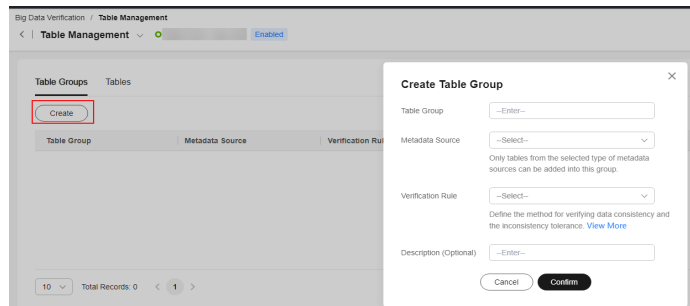 Big Data Verification / Table Management
Table Management
Enabled
Table Groups Tables
Create
Table Group Metadata Source Verification Rul
10 Total Records: 0 < 1 >
Create Table Group
Table Group --Enter--
Metadata Source --Select--
Only tables from the selected type of metadata
sources can be added into this group.
Verification Rule --Select--
Define the method for verifying data consistency and
the inconsistency tolerance. View More
Description (Optional) --Enter--
Cancel Confirm